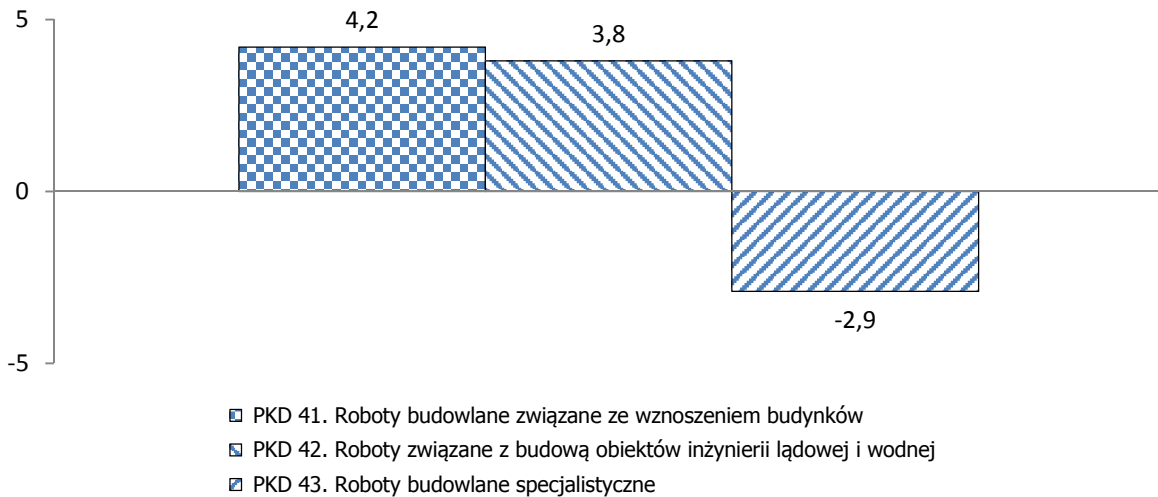 5
4,2
3,8
0
-2,9
-5
PKD 41. Roboty budowlane związane ze wznoszeniem budynków
PKD 42. Roboty związane z budową obiektów inżynierii lądowej i wodnej
PKD 43. Roboty budowlane specjalistyczne